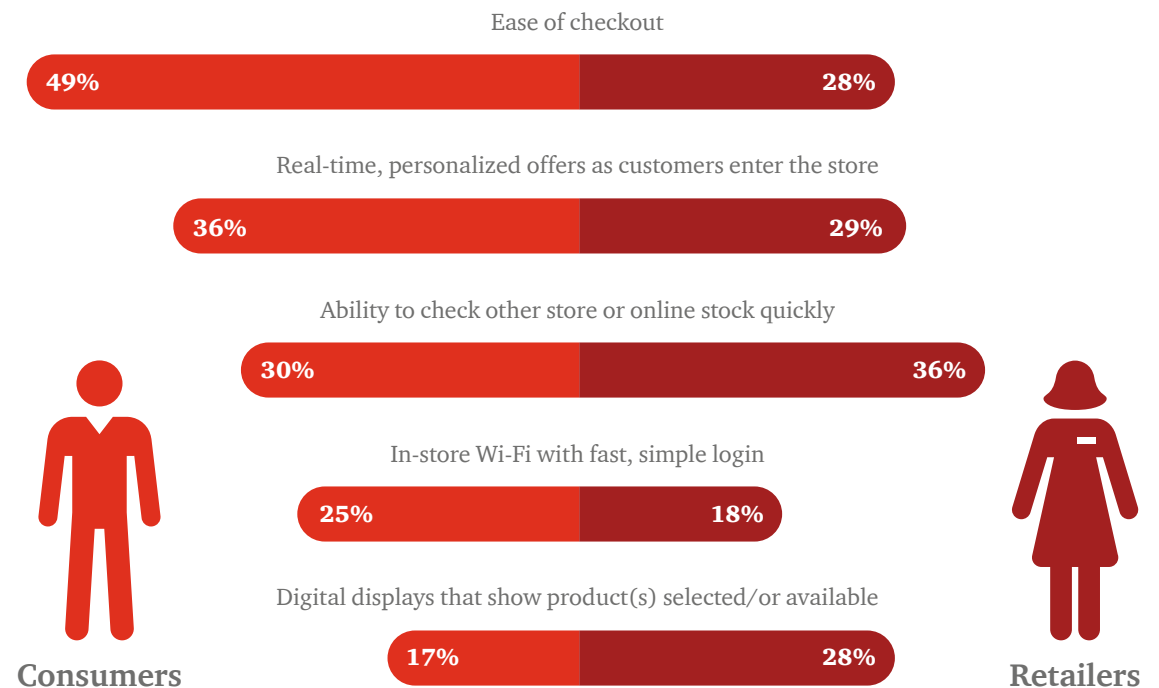 Ease of checkout
49% 28%
Real-time, personalized offers as customers enter the store
36% 29%
Ability to check other store or online stock quickly
30% 36%
In-store Wi-Fi with fast, simple login
25% 18%
Digital displays that show product(s) selected/or available
17% 28%
Consumers Retailers